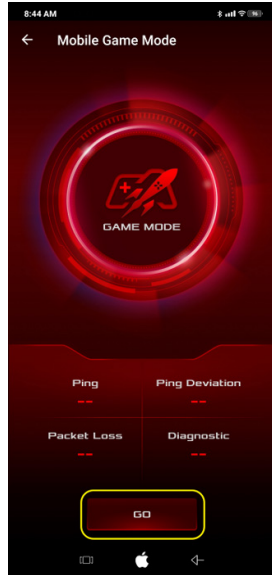 8:44 AM
Mobile Game Mode
GAME MODE
Ping
--
Ping Deviation
--
Packet Loss
--
Diagnostic
--
GO